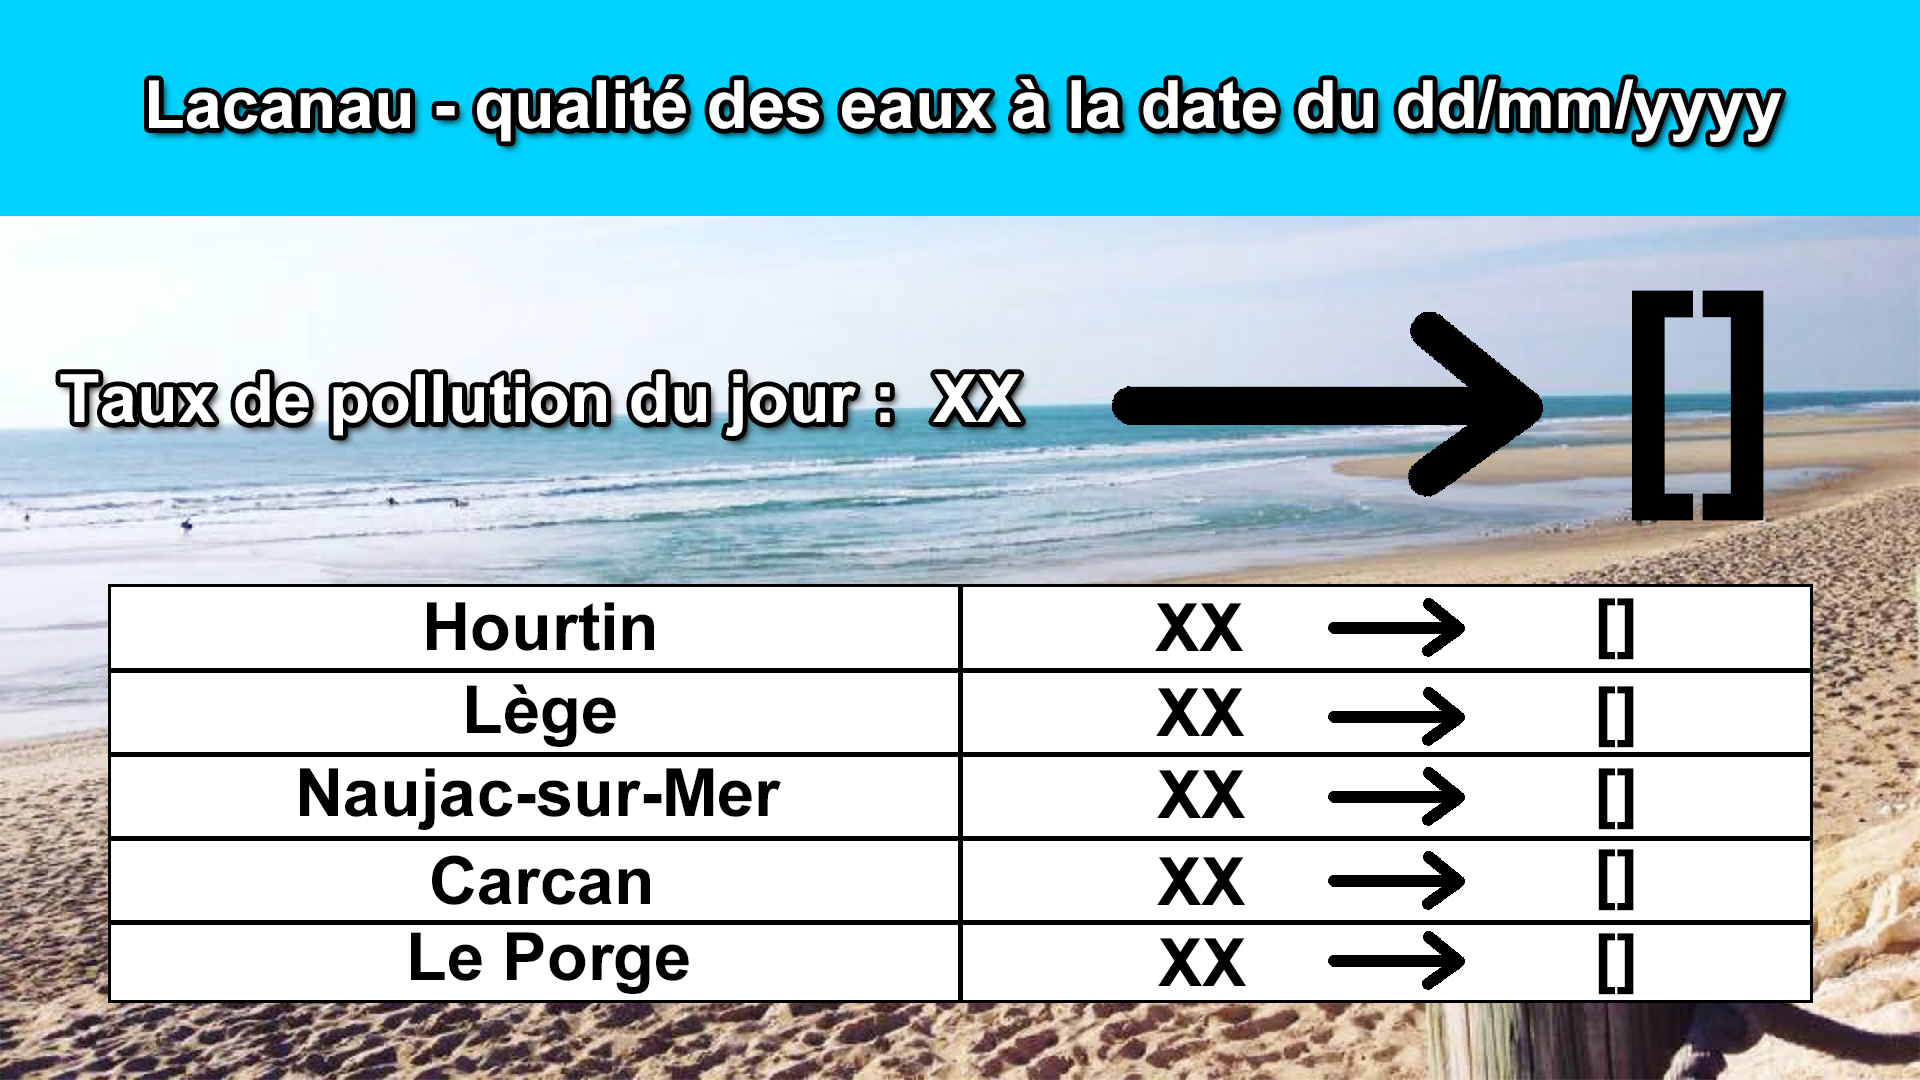 Lacanau - qualité des eaux à la date du dd/mm/yyyy
Taux de pollution du jour : XX []
Hourtin XX []
Lège XX []
Naujac-sur-Mer XX []
Carcan XX []
Le Porge XX []